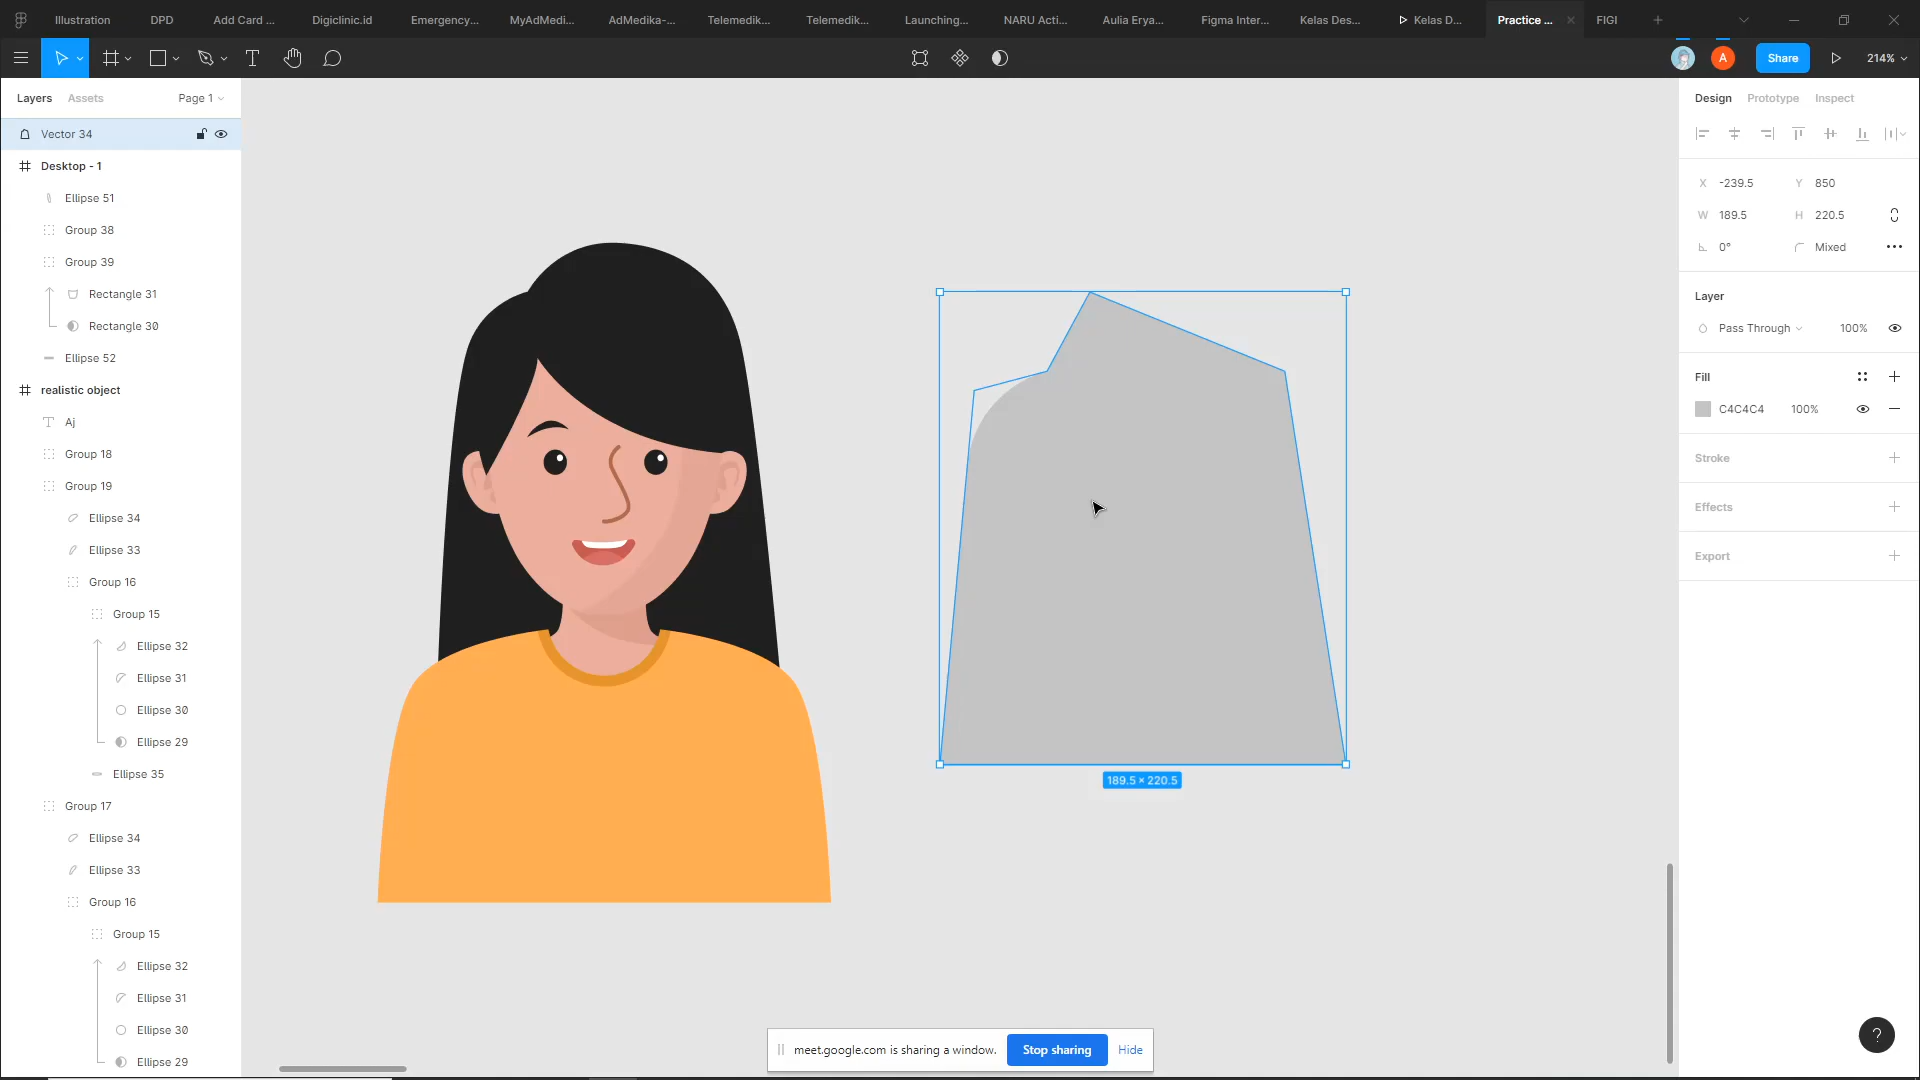 Illustration
DPD
Add Card ...
Digiclinic.id
Emergency...
MyAdMedi...
AdMedika-...
Telemedik...
Telemedik...
Launching...
NARU Acti...
Aulia Erya...
Figma Inter...
Kelas Des...
Kelas D...
Practice ...
FIGI
A
Share
214%
Layers
Assets
Page 1
Vector 34
Desktop - 1
Ellipse 51
Group 38
Group 39
Rectangle 31
Rectangle 30
Ellipse 52
realistic object
Aj
Group 18
Group 19
Ellipse 34
Ellipse 33
Group 16
Group 15
Ellipse 32
Ellipse 31
Ellipse 30
Ellipse 29
Ellipse 35
Group 17
Ellipse 34
Ellipse 33
Group 16
Group 15
Ellipse 32
Ellipse 31
Ellipse 30
Ellipse 29
189.5 × 220.5
meet.google.com is sharing a window.
Stop sharing
Hide
Design
Prototype
Inspect
X -239.5
Y 850
W 189.5
H 220.5
0°
Mixed
Layer
Pass Through
100%
Fill
C4C4C4
100%
Stroke
Effects
Export
?